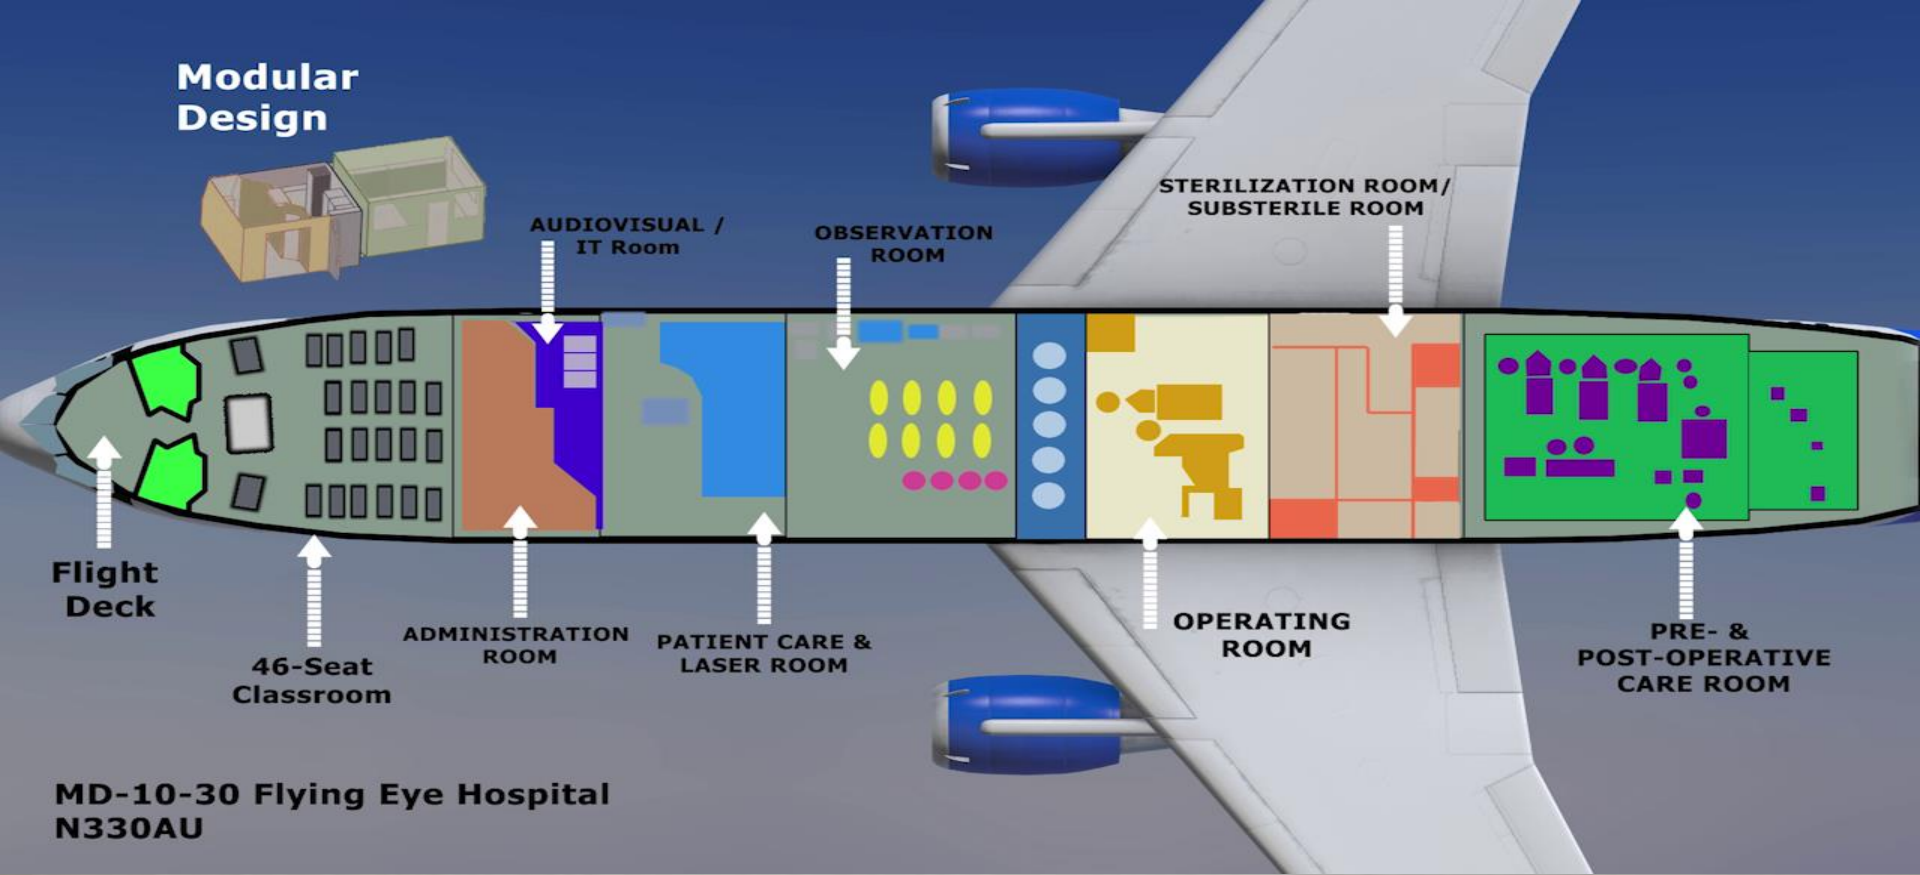 Modular
Design
AUDIOVISUAL /
IT Room
OBSERVATION
ROOM
STERILIZATION ROOM/
SUBSTERILE ROOM
Flight
Deck
46-Seat
Classroom
ADMINISTRATION
ROOM
PATIENT CARE &
LASER ROOM
OPERATING
ROOM
PRE- &
POST-OPERATIVE
CARE ROOM
MD-10-30 Flying Eye Hospital
N330AU